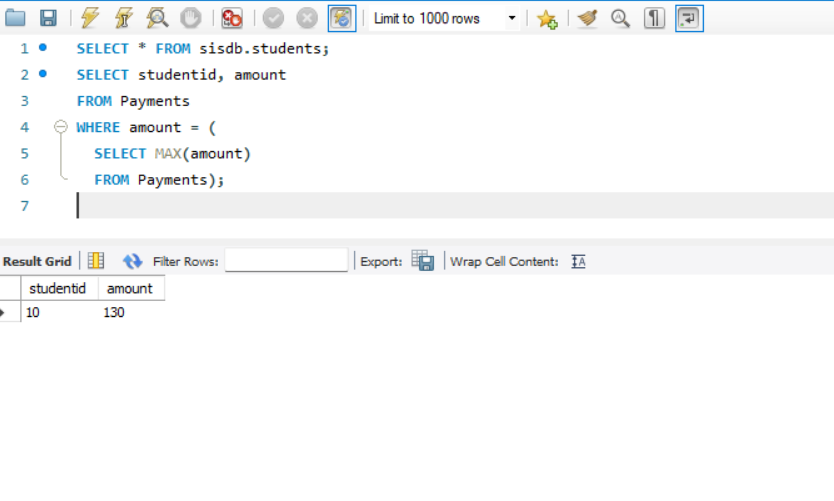 Limit to 1000 rows
1 SELECT * FROM sisdb.students;
2 SELECT studentid, amount
3 FROM Payments
4 WHERE amount = (
5 SELECT MAX(amount)
6 FROM Payments);
7
Result Grid Filter Rows: Export: Wrap Cell Content: IA
studentid amount
10 130